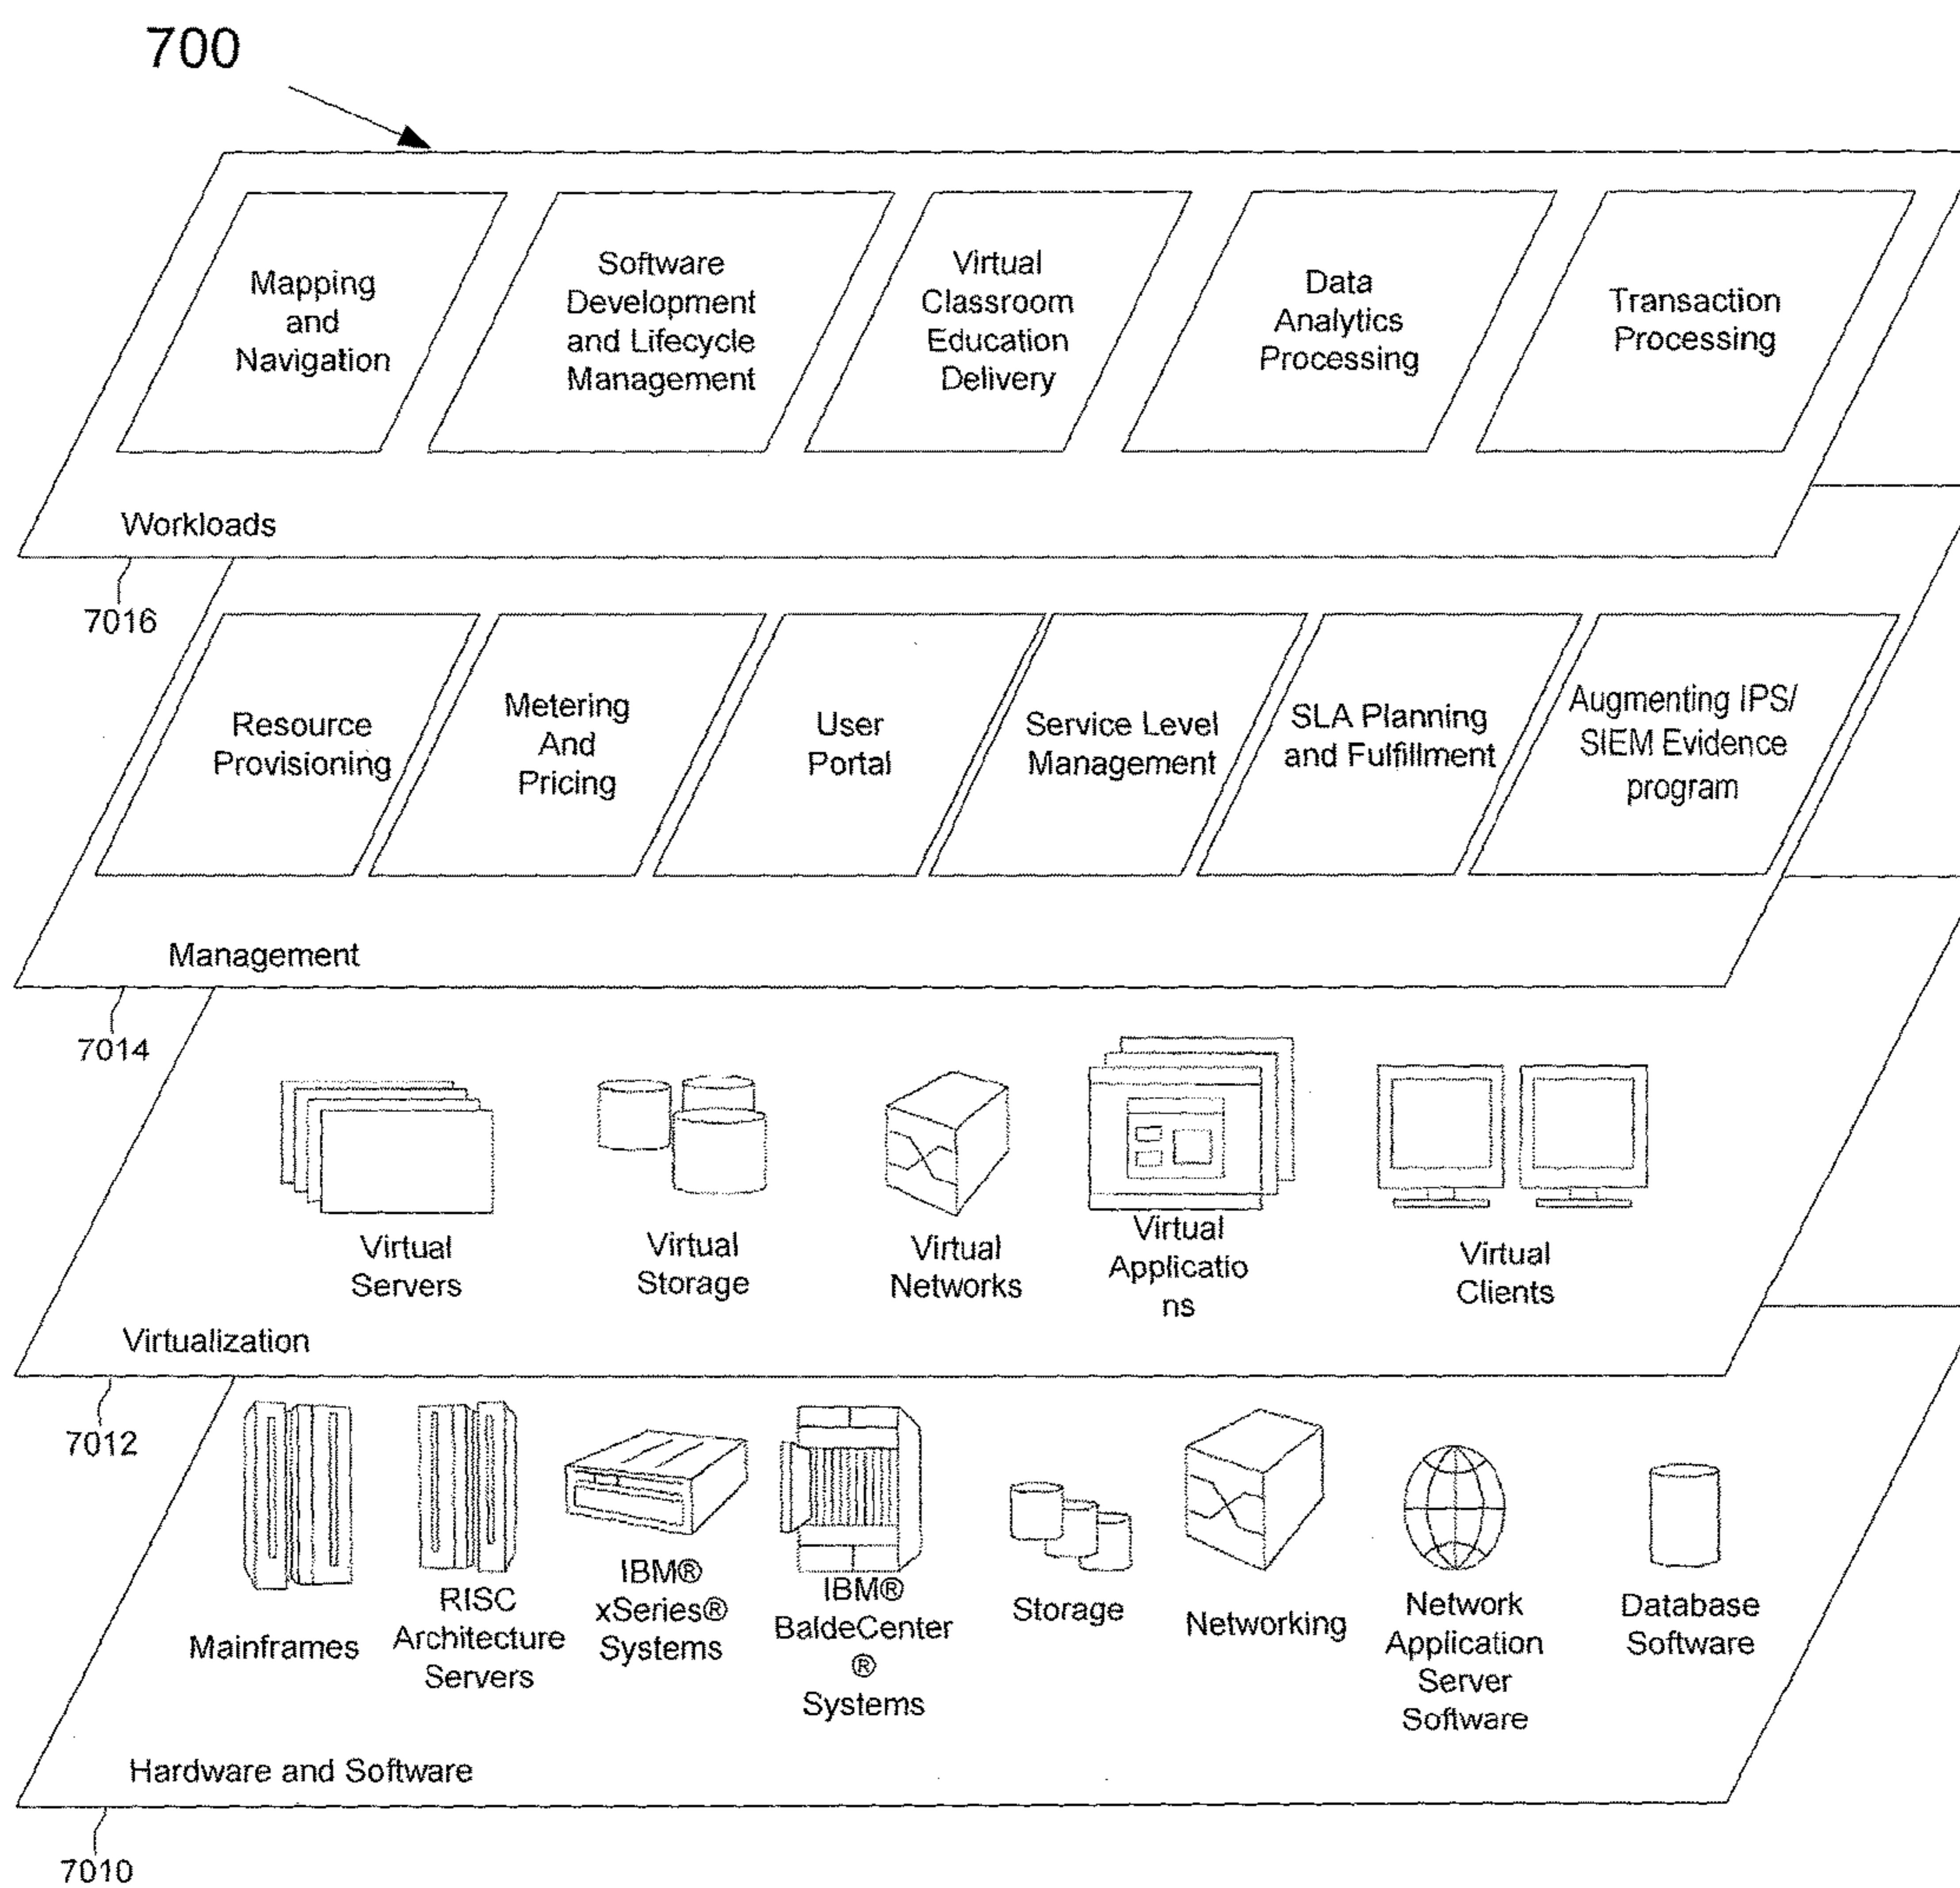 700
Mapping
and
Navigation
Software
Development
and Lifecycle
Management
Virtual
Classroom
Education
Delivery
Data
Analytics
Processing
Transaction
Processing
Workloads
7016
Resource
Provisioning
Metering
And
Pricing
User
Portal
Service Level
Management
SLA Planning
and Fulfillment
Augmenting IPS/
SIEM Evidence
program
Management
7014
Virtual
Servers
Virtual
Storage
Virtual
Networks
Virtual
Applicatio
ns
Virtual
Clients
Virtualization
7012
Mainframes
RISC
Architecture
Servers
IBM®
xSeries®
Systems
IBM®
BaldeCenter
®
Systems
Storage
Networking
Network
Application
Server
Software
Database
Software
Hardware and Software
7010